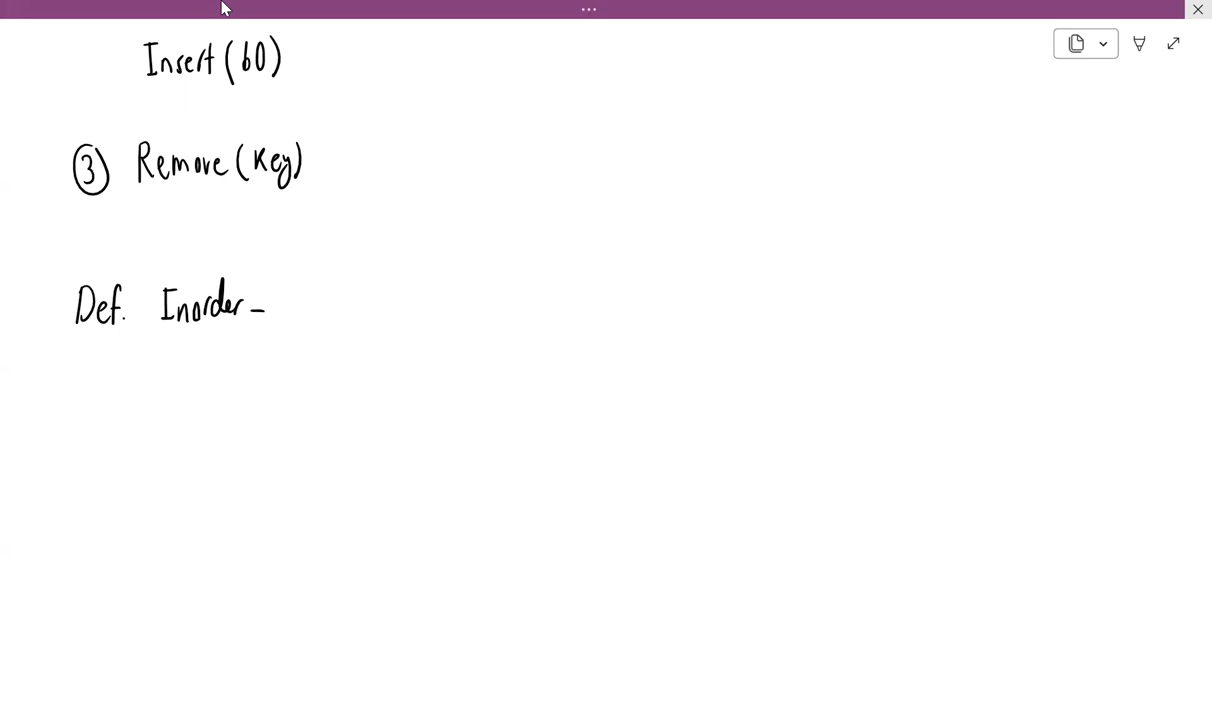 Insert(60)
③ Remove(Key)
Def. Inorder -